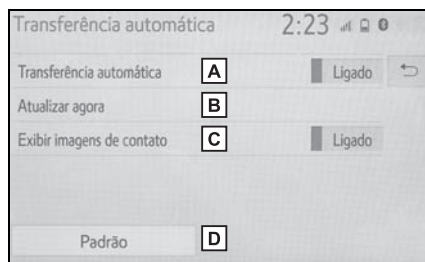 Transferência automática 2:23
Transferência automática A Ligado
Atualizar agora B
Exibir imagens de contato C Ligado
Padrão D